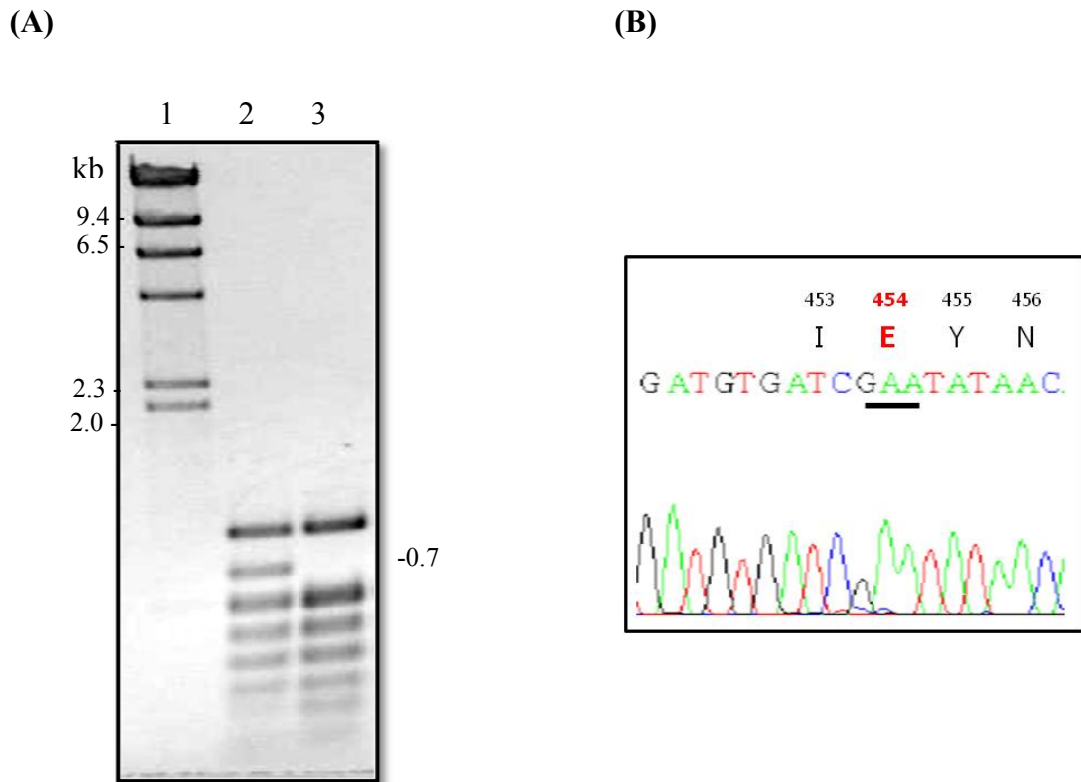 (A)
(B)
1 2 3
kb
9.4 -
6.5 -
2.3 -
2.0 -
-0.7
453 454 455 456
I E Y N
GATGTGATCGAATATAAC